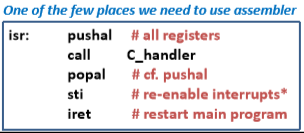 One of the few places we need to use assembler
isr: pushal # all registers
call C_handler
popal # cf. pushal
sti # re-enable interrupts*
iret # restart main program